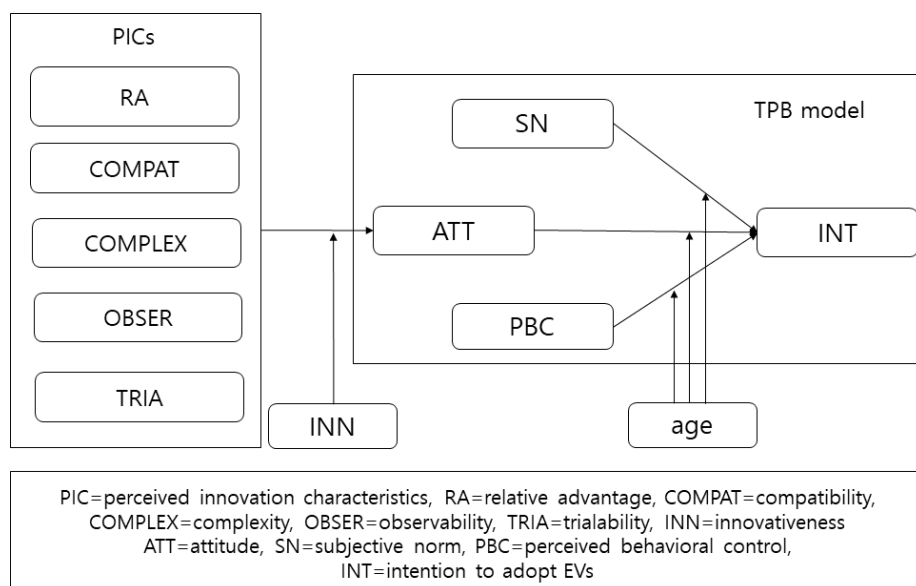 PICs
RA
COMPAT
COMPLEX
OBSER
TRIA
INN
TPB model
SN
ATT
PBC
INT
age
PIC=perceived innovation characteristics, RA=relative advantage, COMPAT=compatibility,
COMPLEX=complexity, OBSER=observability, TRIA=trialability, INN=innovativeness
ATT=attitude, SN=subjective norm, PBC=perceived behavioral control,
INT=intention to adopt EVs